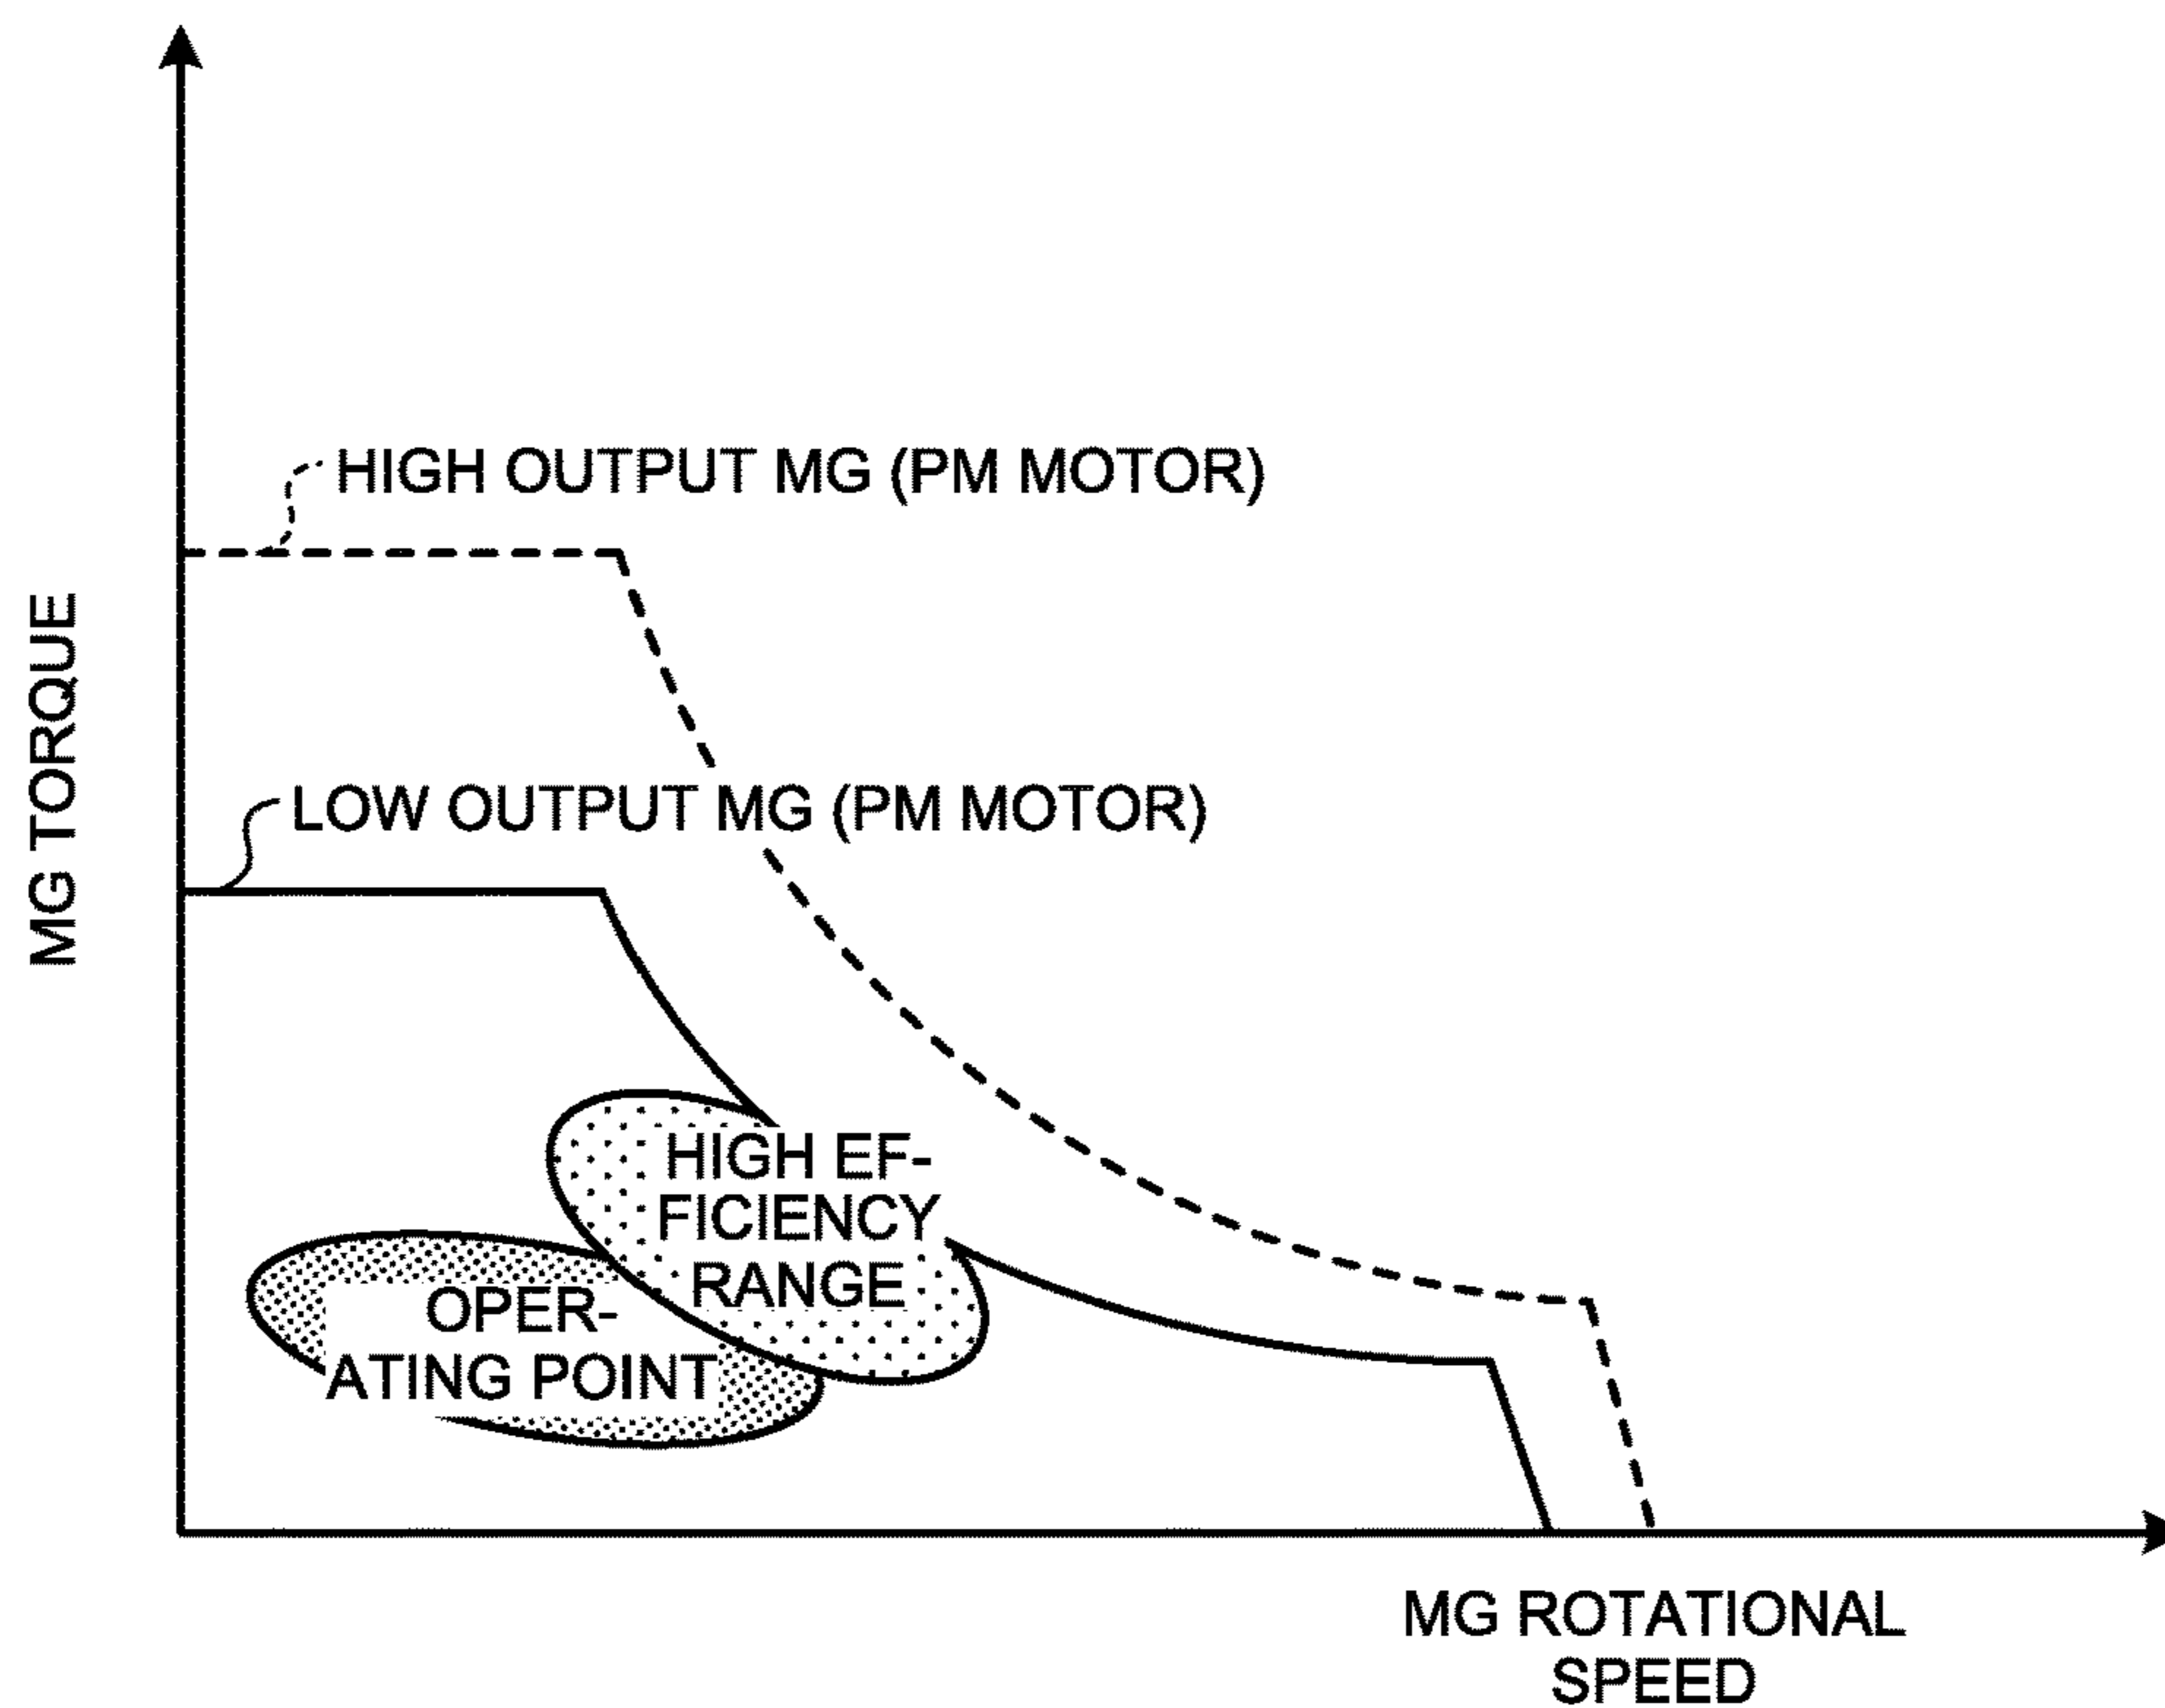 HIGH OUTPUT MG (PM MOTOR)
MG TORQUE
LOW OUTPUT MG (PM MOTOR)
HIGH EF-
FICIENCY
RANGE
OPER-
ATING POINT
MG ROTATIONAL
SPEED